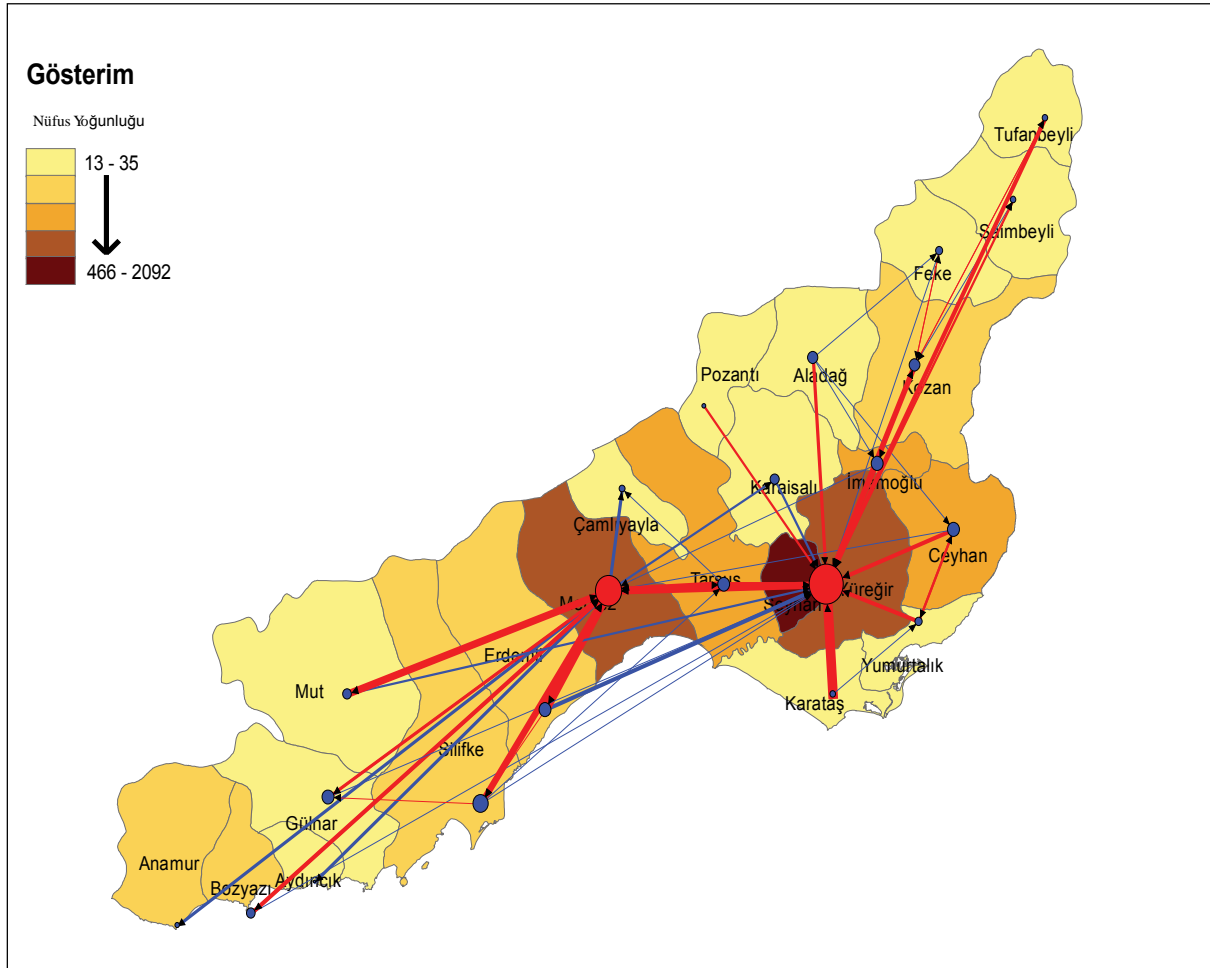 Gösterim
Nüfus Yoğunluğu
13 - 35
466 - 2092
Tufanbeyli
Saimbeyli
Feke
Pozantı
Aladağ
Kozan
Karaisalı
İmamoğlu
Çamlıyayla
Ceyhan
Tarsus
Merkez
Seyhan
Yüreğir
Erdemli
Yumurtalık
Mut
Karataş
Silifke
Gülnar
Anamur
Bozyazı
Aydıncık